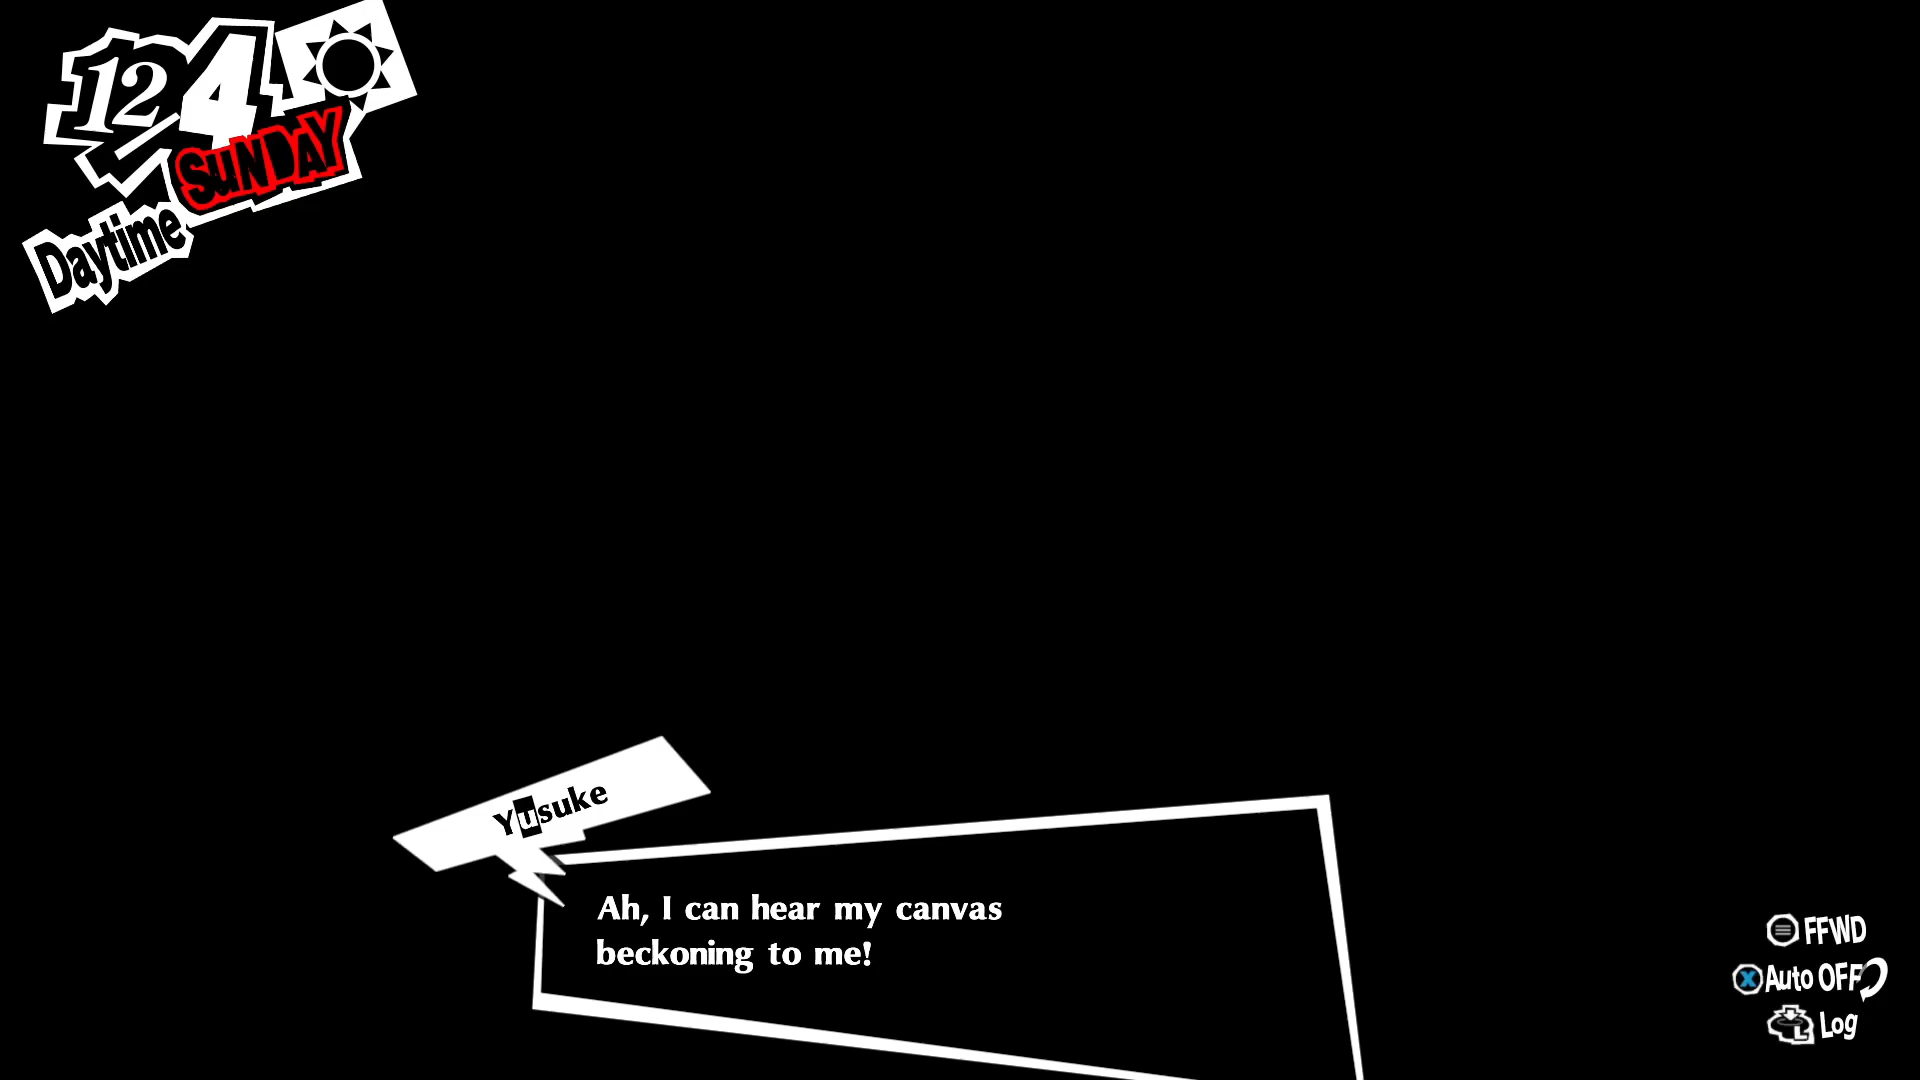 12/4
SUNDAY
Daytime
Yusuke
Ah, I can hear my canvas
beckoning to me!
FFWD
X Auto OFF
L Log